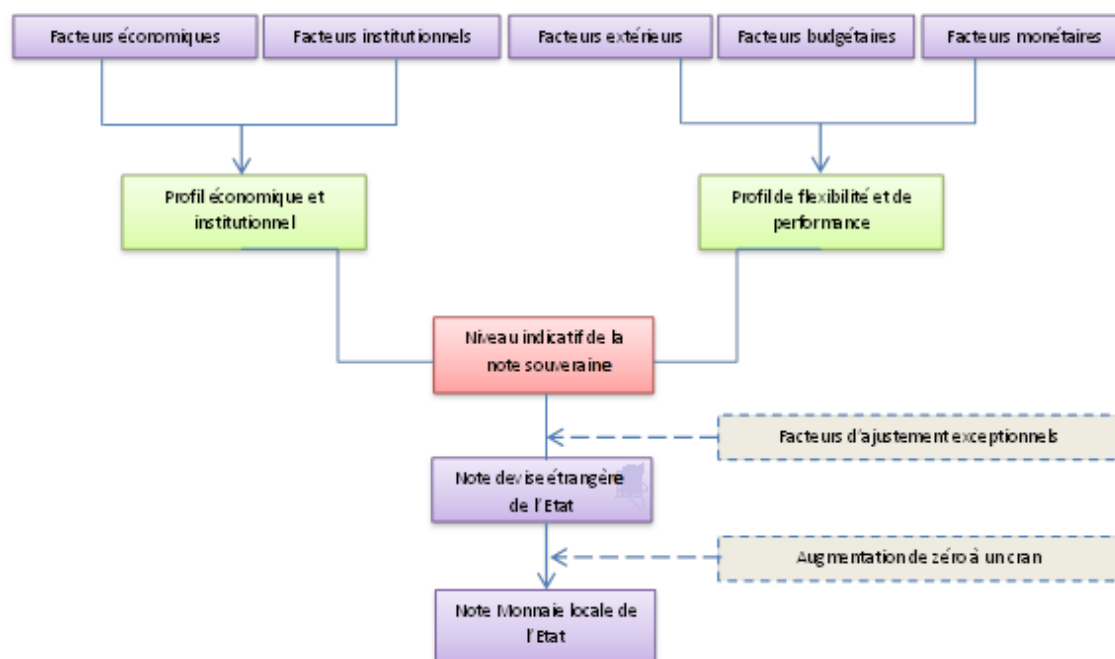 Facteurs économiques
Facteurs institutionnels
Facteurs extérieurs
Facteurs budgétaires
Facteurs monétaires
Profil économique et
institutionnel
Profil de flexibilité et de
performance
Niveau indicatif de la
note souveraine
Facteurs d'ajustement exceptionnels
Note devise étrangère
de l'Etat
Augmentation de zéro à un cran
Note Monnaie locale de
l'Etat